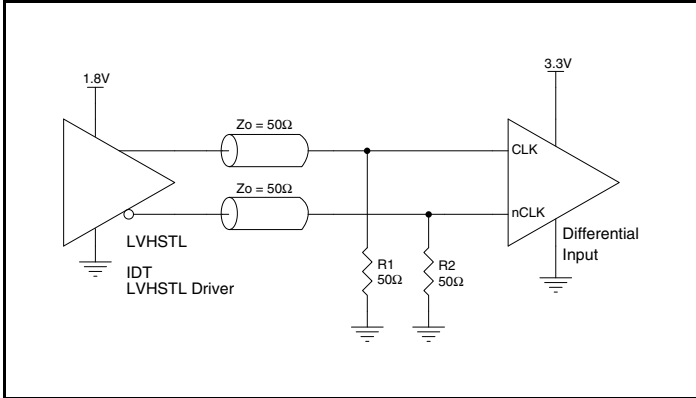 1.8V
3.3V
Zo = 50Ω
CLK
Zo = 50Ω
nCLK
LVHSTL
IDT
LVHSTL Driver
R1
50Ω
R2
50Ω
Differential
Input